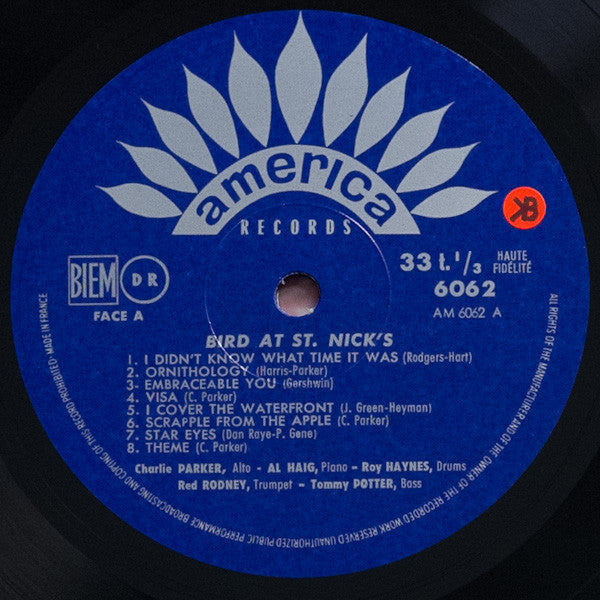 america
RECORDS
KB
BIEM DR
FACE A
33 t. 1/3 HAUTE FIDÉLITÉ
6062
AM 6062 A
BIRD AT ST. NICK'S
1. I DIDN'T KNOW WHAT TIME IT WAS (Rodgers-Hart)
2. ORNITHOLOGY (Harris-Parker)
3- EMBRACEABLE YOU (Gershwin)
4. VISA (C. Parker)
5. I COVER THE WATERFRONT (J. Green-Heyman)
6. SCRAPPLE FROM THE APPLE (C. Parker)
7. STAR EYES (Dan Raye-P. Gene)
8. THEME (C. Parker)
Charlie PARKER, Alto - AL HAIG, Piano - Roy HAYNES, Drums
Red RODNEY, Trumpet - Tommy POTTER, Bass
ALL RIGHTS OF THE MANUFACTURER AND OF THE OWNER OF THE RECORDED WORK RESERVED UNAUTHORIZED PUBLIC PERFORMANCE BROADCASTING AND COPYING OF THIS RECORD PROHIBITED - MADE IN FRANCE